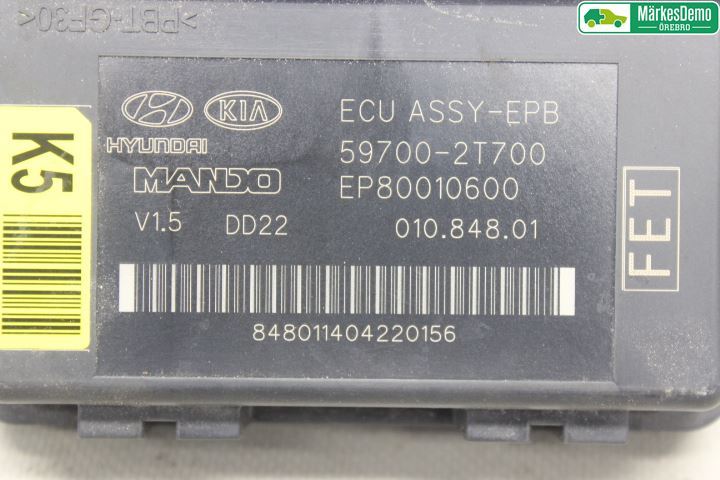 >PBT-GF30<
MärkesDemo
ÖREBRO
K5
HYUNDAI
KIA
ECU ASSY-EPB
59700-2T700
MANDO
EP80010600
V1.5 DD22 010.848.01
FET
848011404220156